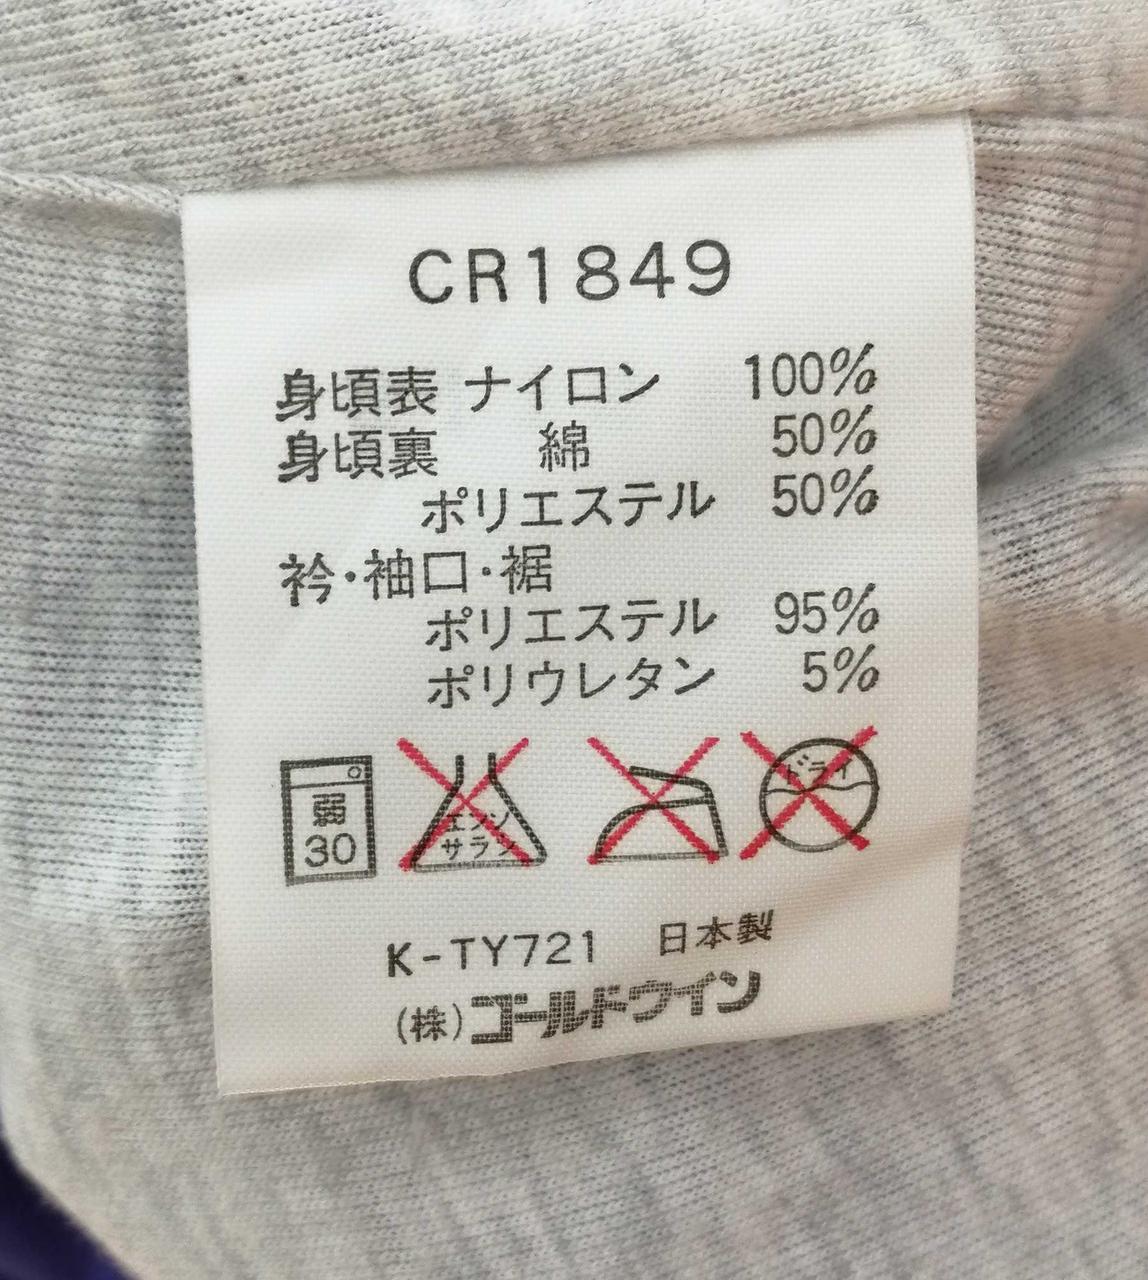 CR1849
身頃表 ナイロン 100%
身頃裏 綿 50%
ポリエステル 50%
衿・袖口・裾
ポリエステル 95%
ポリウレタン 5%
弱
30
エンソ
サラシ
ドライ
K-TY721 日本製
(株)ゴールドウイン